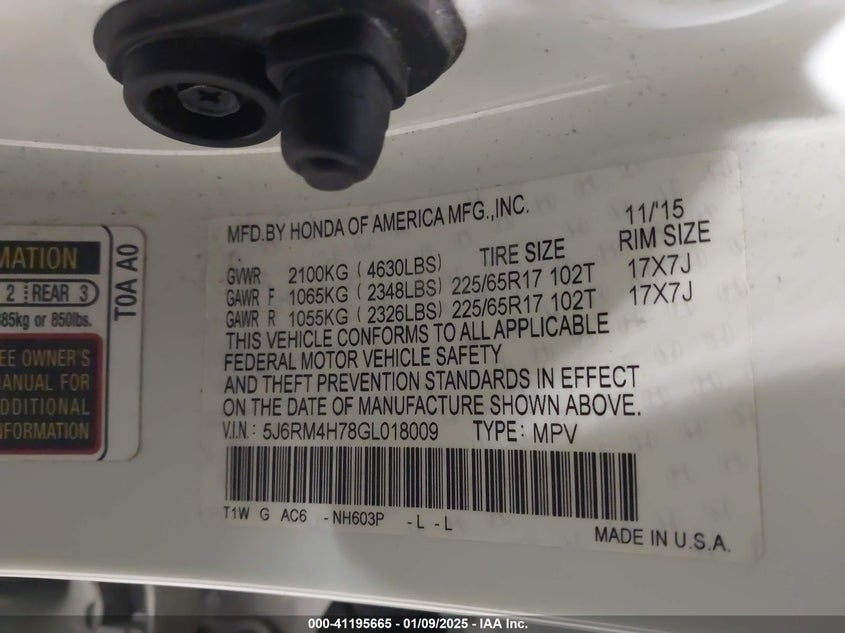 MFD.BY HONDA OF AMERICA MFG.,INC. 11/'15
TIRE SIZE RIM SIZE
GVWR 2100KG (4630LBS)
GAWR F 1065KG (2348LBS) 225/65R17 102T 17X7J
GAWR R 1055KG (2326LBS) 225/65R17 102T 17X7J
THIS VEHICLE CONFORMS TO ALL APPLICABLE
FEDERAL MOTOR VEHICLE SAFETY
AND THEFT PREVENTION STANDARDS IN EFFECT
ON THE DATE OF MANUFACTURE SHOWN ABOVE.
V.I.N.: 5J6RM4H78GL018009 TYPE: MPV
T1W G AC6 -NH603P -L -L
MADE IN U.S.A.
MATION
2 REAR 3
385kg or 850lbs.
EE OWNER'S
MANUAL FOR
DDITIONAL
NFORMATION
T0A A0
000-41195665 - 01/09/2025 - IAA Inc.